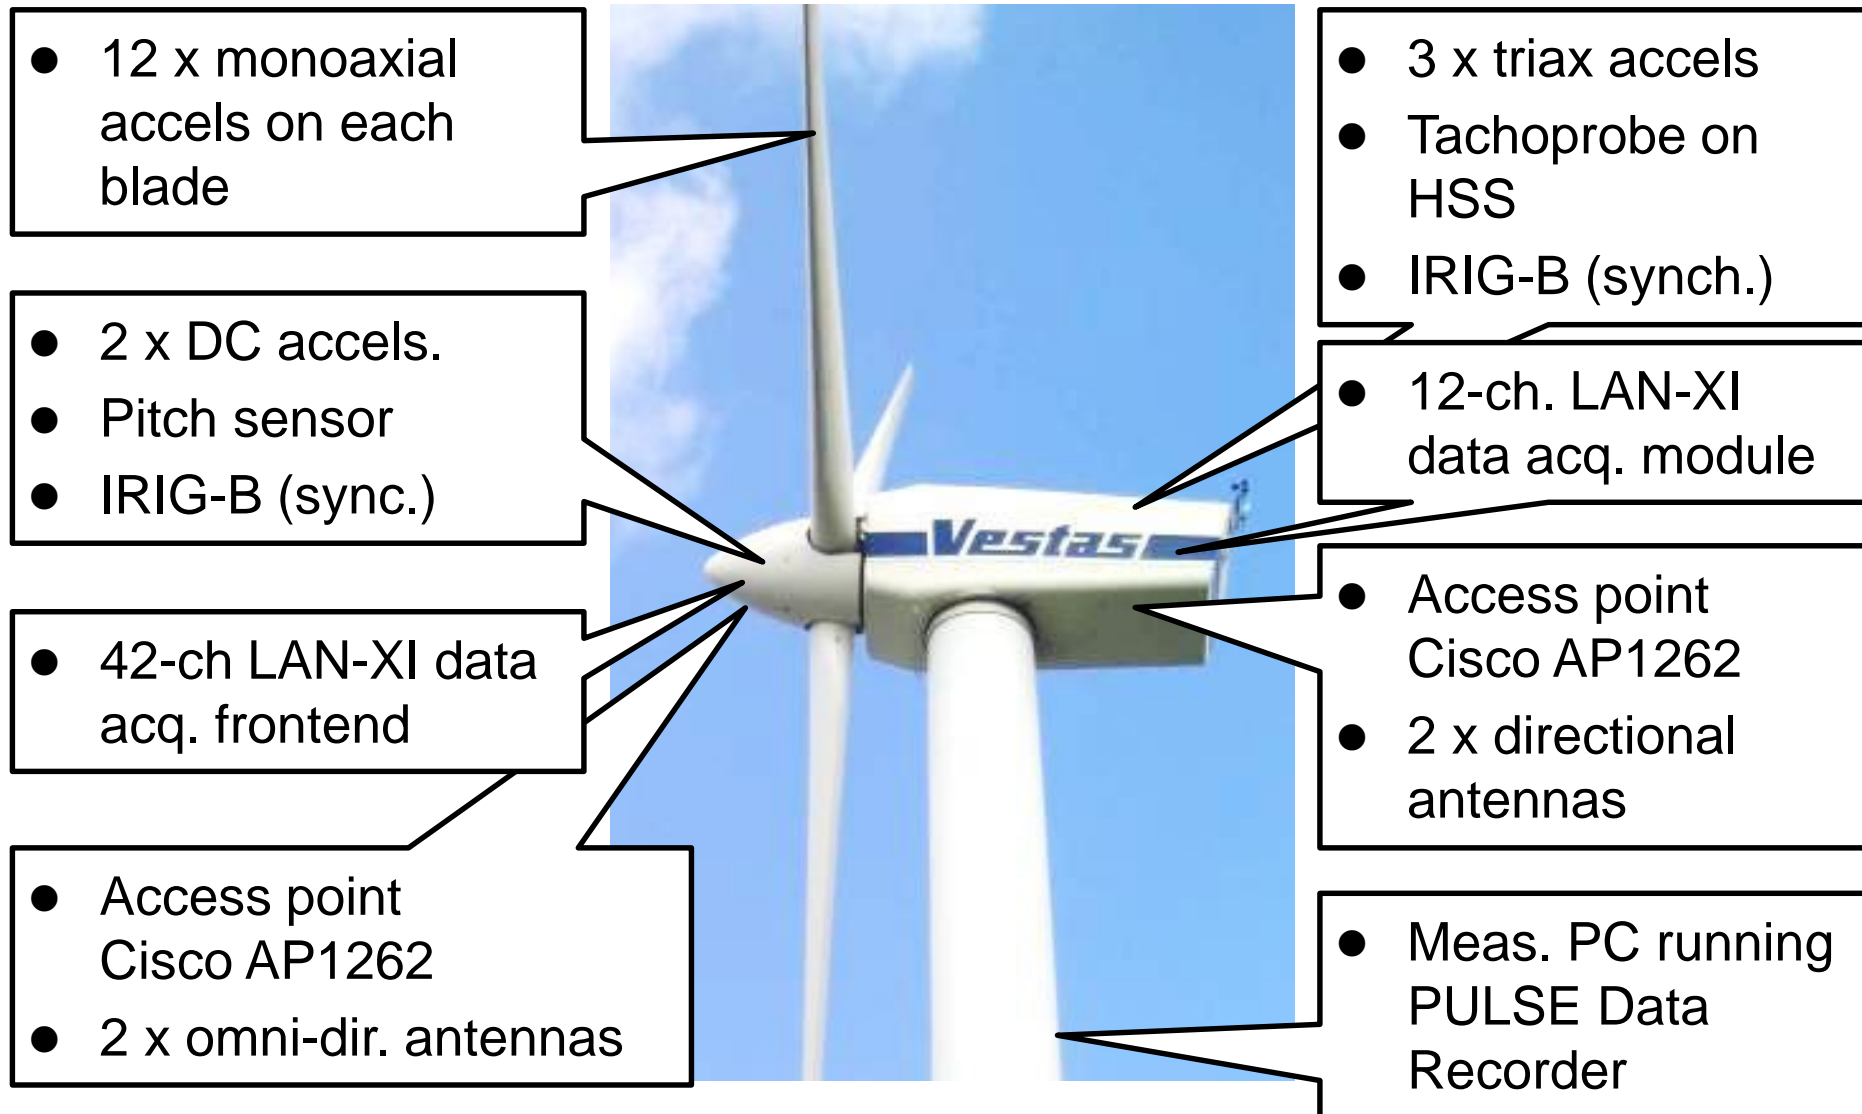 ● 12 x monoaxial
accels on each
blade
● 2 x DC accels.
● Pitch sensor
● IRIG-B (sync.)
● 42-ch LAN-XI data
acq. frontend
● Access point
Cisco AP1262
● 2 x omni-dir. antennas
Vestas
● 3 x triax accels
● Tachoprobe on
HSS
● IRIG-B (synch.)
● 12-ch. LAN-XI
data acq. module
● Access point
Cisco AP1262
● 2 x directional
antennas
● Meas. PC running
PULSE Data
Recorder